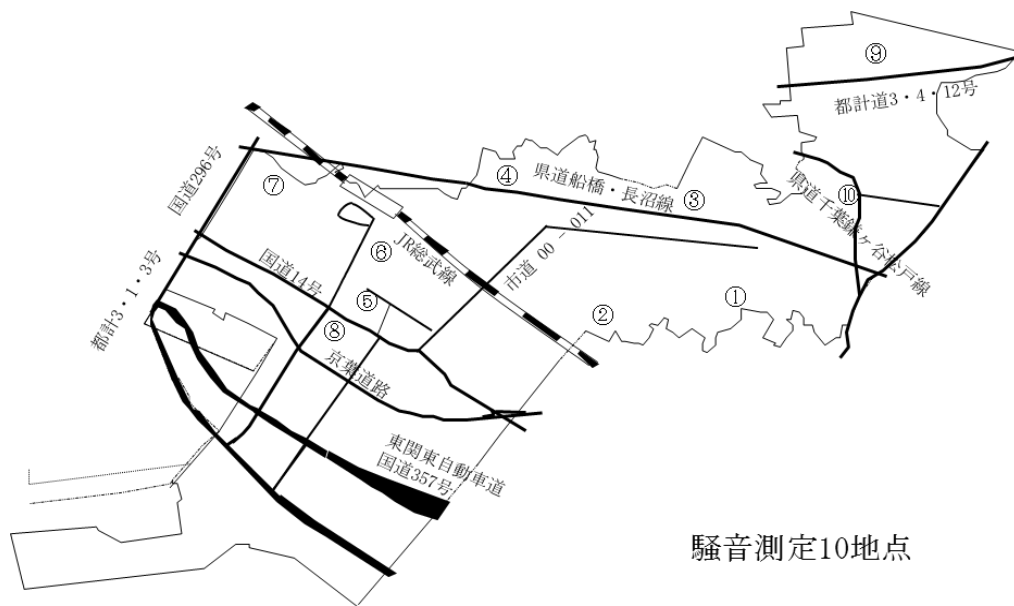 ⑨
都計道3・4・12号
国道296号
⑦
④
県道船橋・長沼線
③
⑩
県道千葉鎌ヶ谷松戸線
⑥
JR総武線
市道 00 - 011
国道14号
都計3・1・3号
⑤
②
①
⑧
京葉道路
東関東自動車道
国道357号
騒音測定10地点